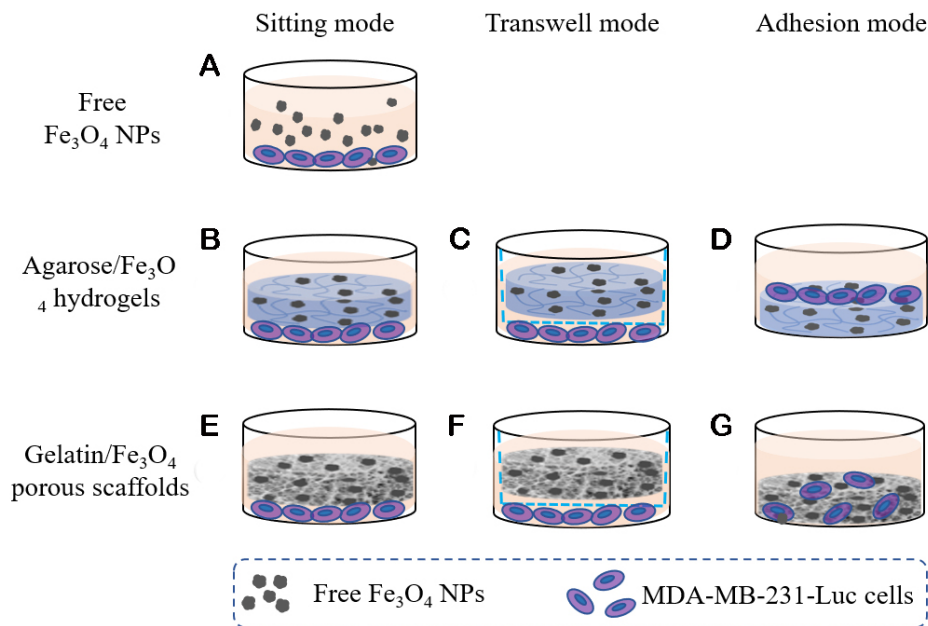 Sitting mode Transwell mode Adhesion mode
A
Free
Fe₃O₄ NPs
B C D
Agarose/Fe₃O
₄ hydrogels
E F G
Gelatin/Fe₃O₄
porous scaffolds
Free Fe₃O₄ NPs MDA-MB-231-Luc cells